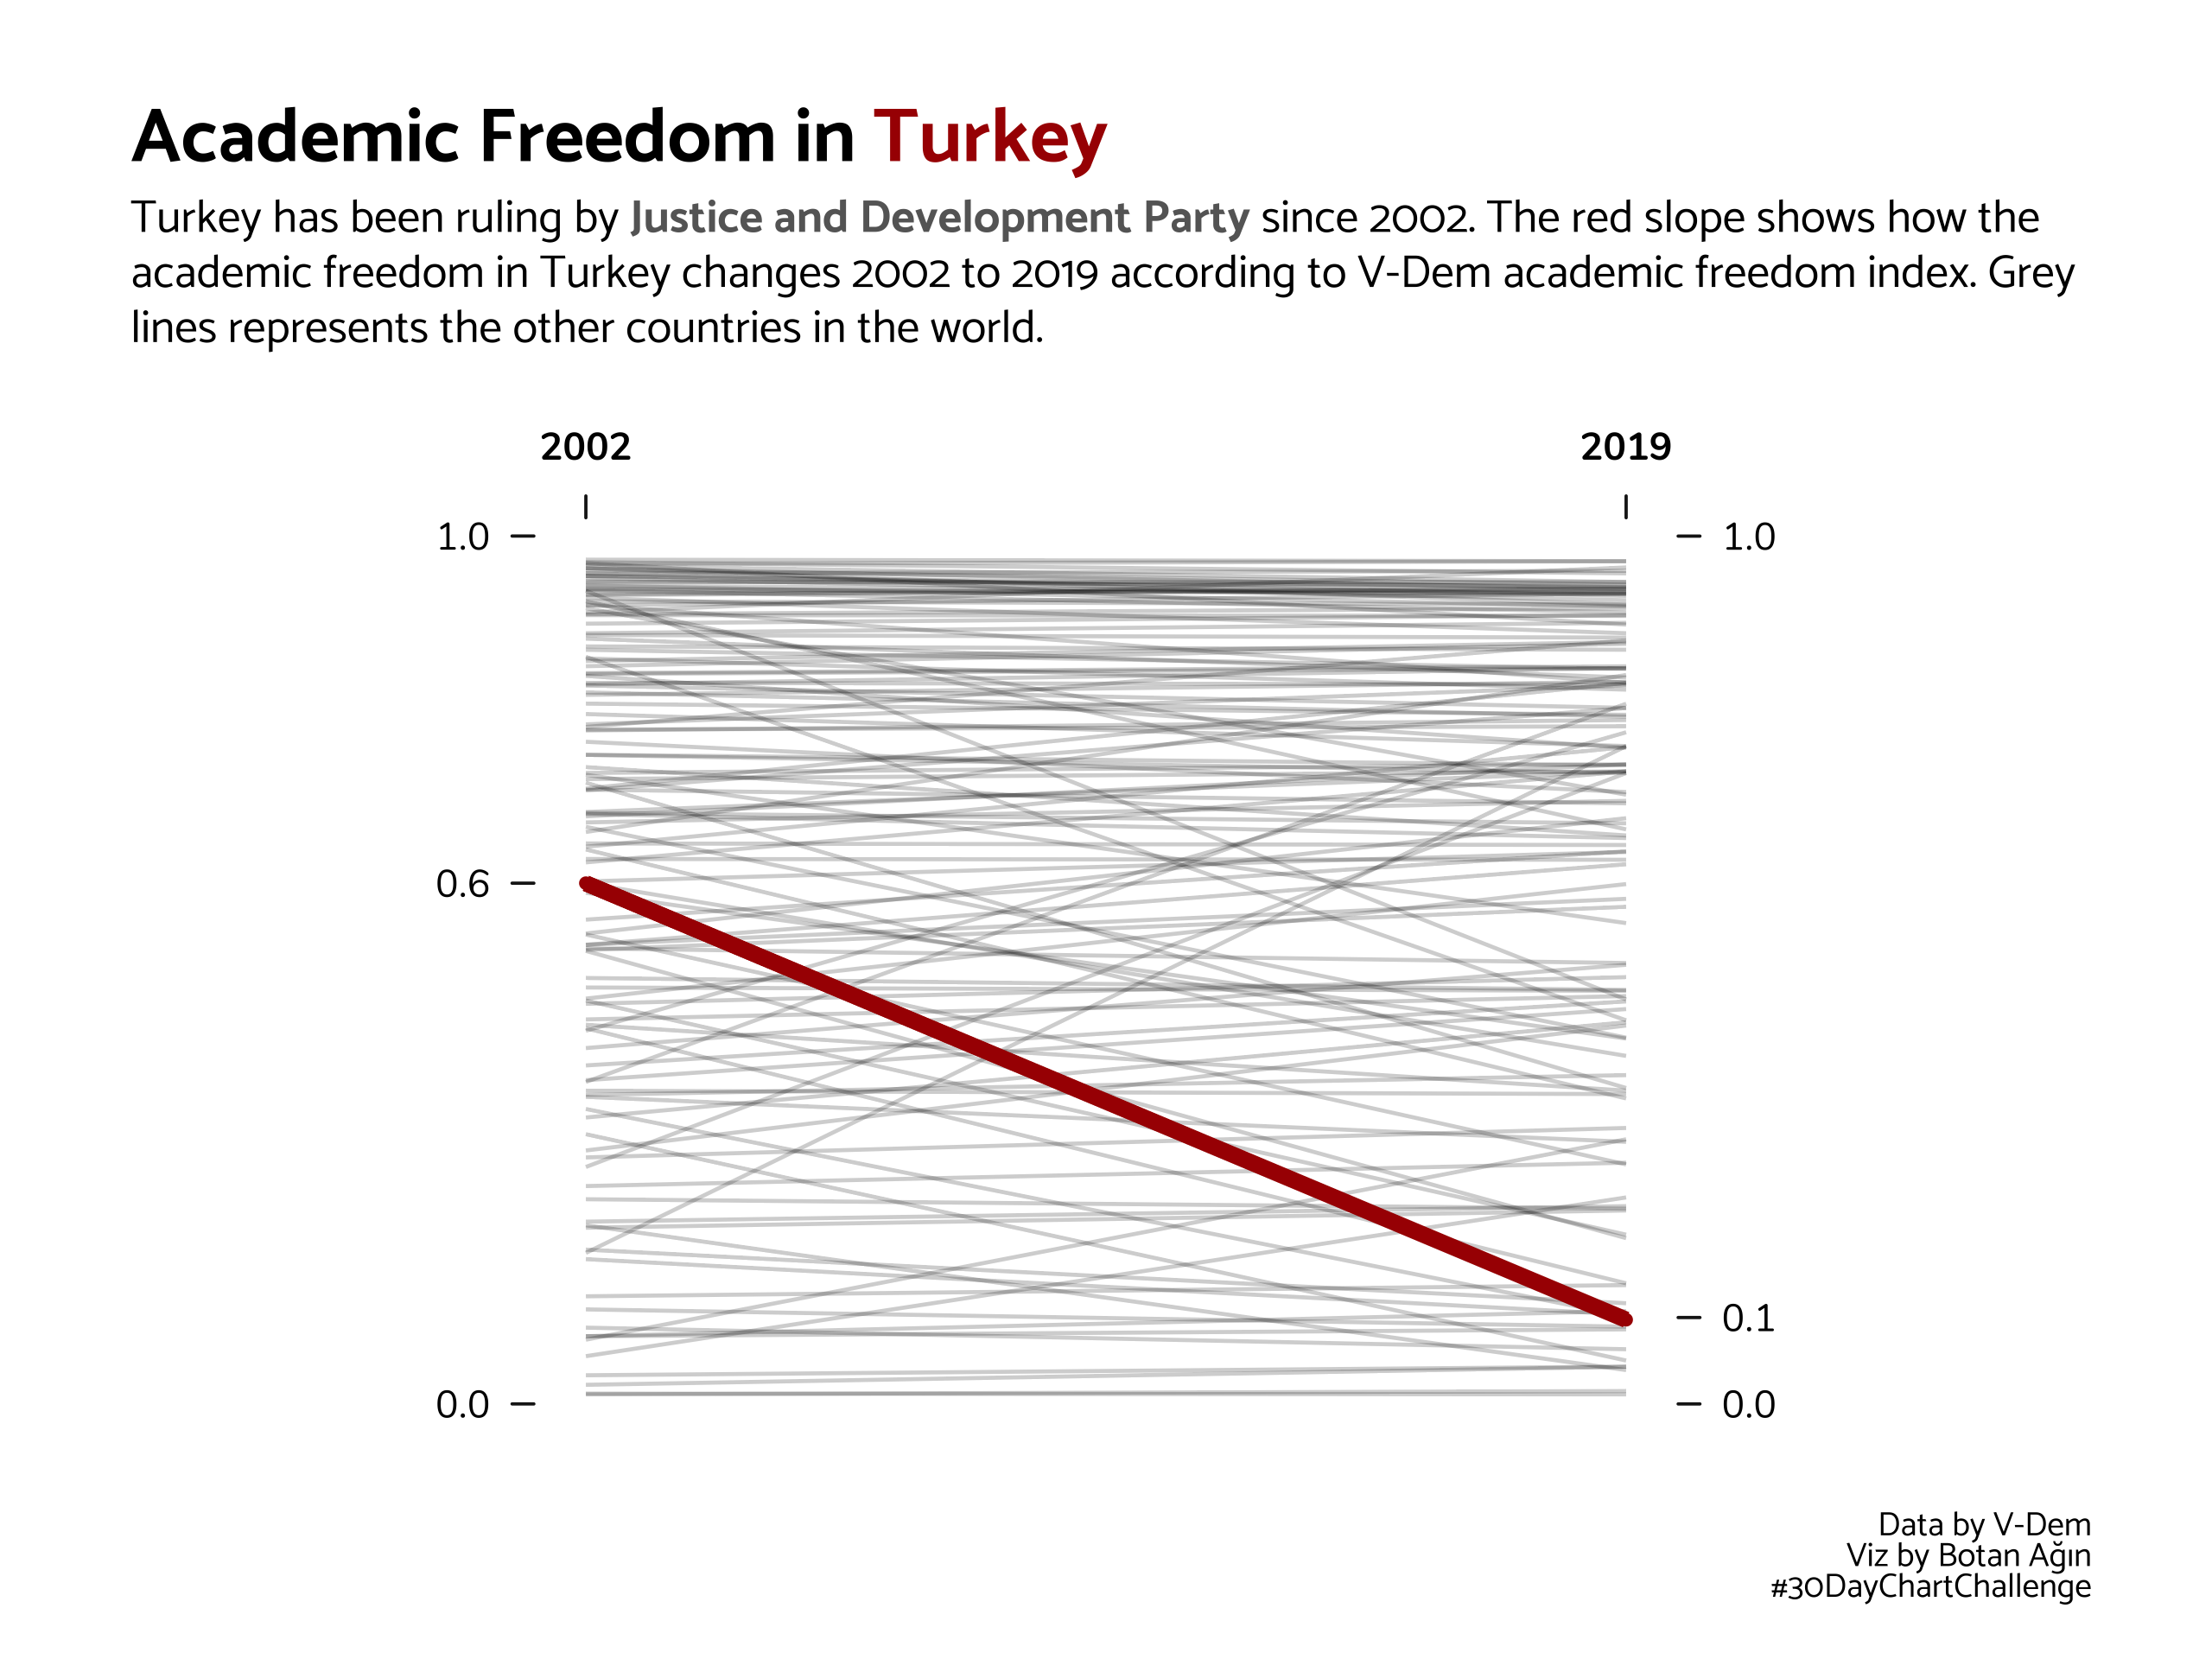 Academic Freedom in Turkey
Turkey has been ruling by Justice and Development Party since 2002. The red slope shows how the
academic freedom in Turkey changes 2002 to 2019 according to V-Dem academic freedom index. Grey
lines represents the other countries in the world.
2002 2019
1.0 1.0
0.6
0.1
0.0 0.0
Data by V-Dem
Viz by Botan Ağın
#30DayChartChallenge